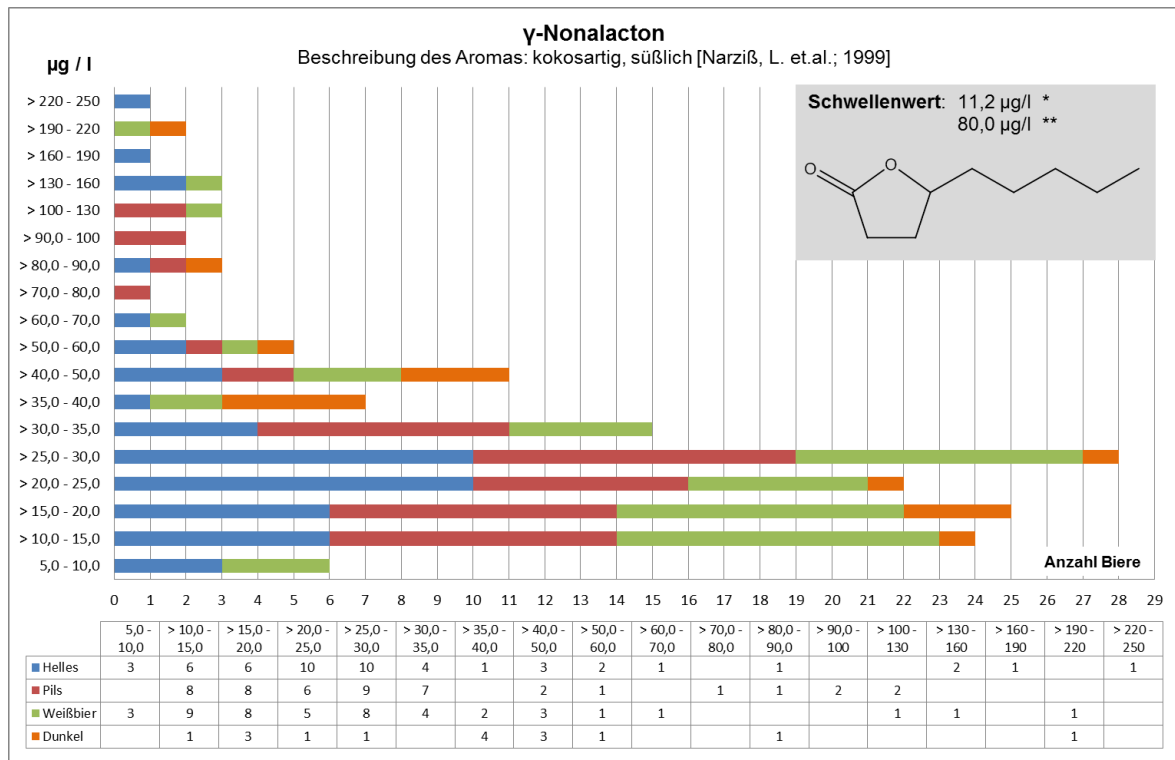 γ-Nonalacton
Beschreibung des Aromas: kokosartig, süßlich [Narziß, L. et.al.; 1999]
µg / l
Schwellenwert: 11,2 µg/l *
80,0 µg/l **
O
O
> 220 - 250
> 190 - 220
> 160 - 190
> 130 - 160
> 100 - 130
> 90,0 - 100
> 80,0 - 90,0
> 70,0 - 80,0
> 60,0 - 70,0
> 50,0 - 60,0
> 40,0 - 50,0
> 35,0 - 40,0
> 30,0 - 35,0
> 25,0 - 30,0
> 20,0 - 25,0
> 15,0 - 20,0
> 10,0 - 15,0
5,0 - 10,0
Anzahl Biere
0 1 2 3 4 5 6 7 8 9 10 11 12 13 14 15 16 17 18 19 20 21 22 23 24 25 26 27 28 29
5,0 - > 10,0 - > 15,0 - > 20,0 - > 25,0 - > 30,0 - > 35,0 - > 40,0 - > 50,0 - > 60,0 - > 70,0 - > 80,0 - > 90,0 - > 100 - > 130 - > 160 - > 190 - > 220 -
10,0 15,0 20,0 25,0 30,0 35,0 40,0 50,0 60,0 70,0 80,0 90,0 100 130 160 190 220 250
Helles 3 6 6 10 10 4 1 3 2 1 1 2 1 1
Pils 8 8 6 9 7 2 1 1 1 2 2
Weißbier 3 9 8 5 8 4 2 3 1 1 1 1 1
Dunkel 1 3 1 1 4 3 1 1 1